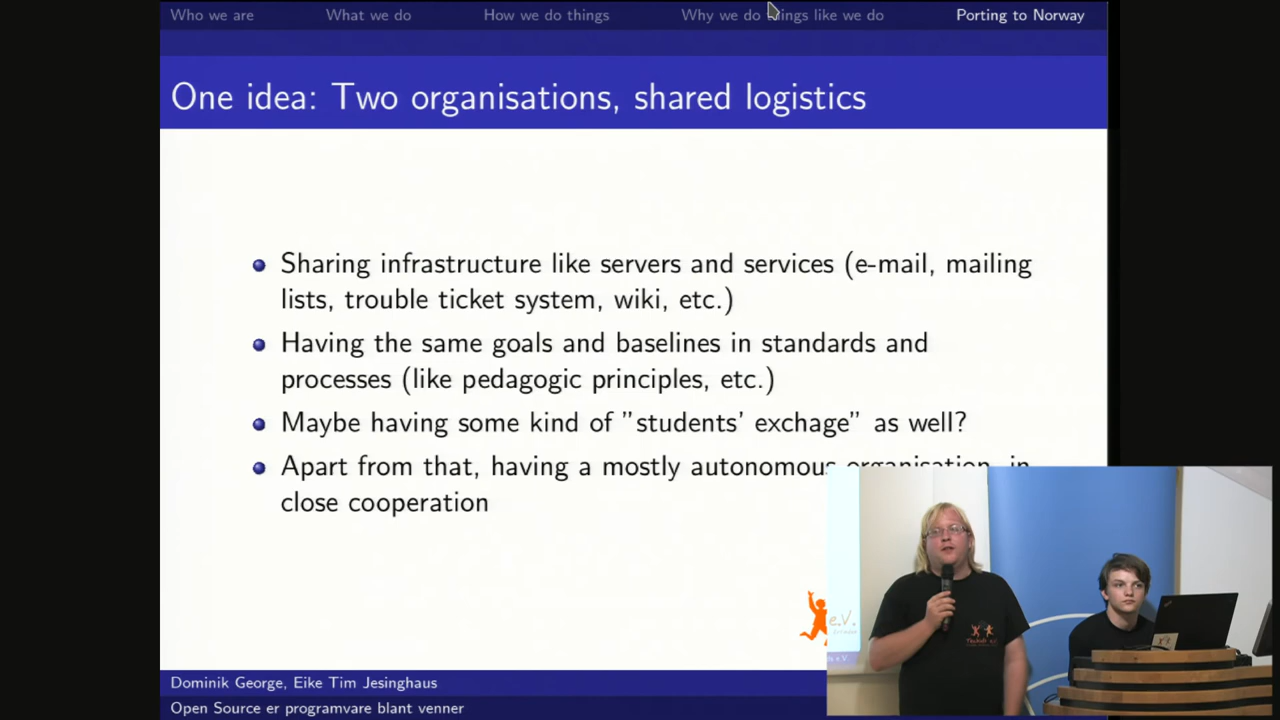 Who we are What we do How we do things Why we do things like we do Porting to Norway
One idea: Two organisations, shared logistics
Sharing infrastructure like servers and services (e-mail, mailing
lists, trouble ticket system, wiki, etc.)
Having the same goals and baselines in standards and
processes (like pedagogic principles, etc.)
Maybe having some kind of ”students’ exchage” as well?
Apart from that, having a mostly autonomous organisation, in
close cooperation
e.V.
Dominik George, Eike Tim Jesinghaus
Open Source er programvare blant venner